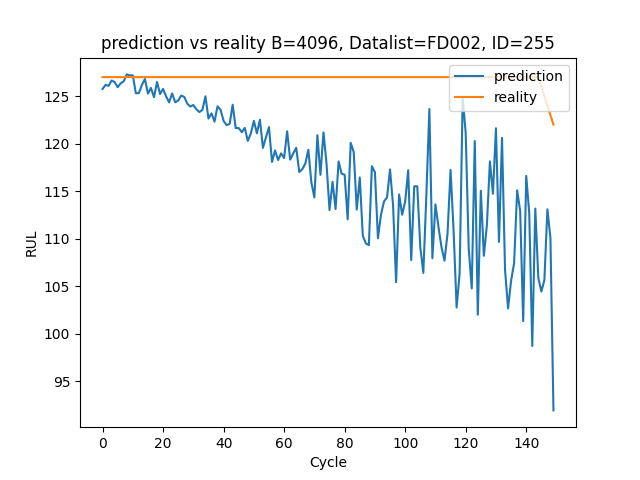 prediction vs reality B=4096, Datalist=FD002, ID=255
prediction
reality
RUL
125
120
115
110
105
100
95
0 20 40 60 80 100 120 140
Cycle